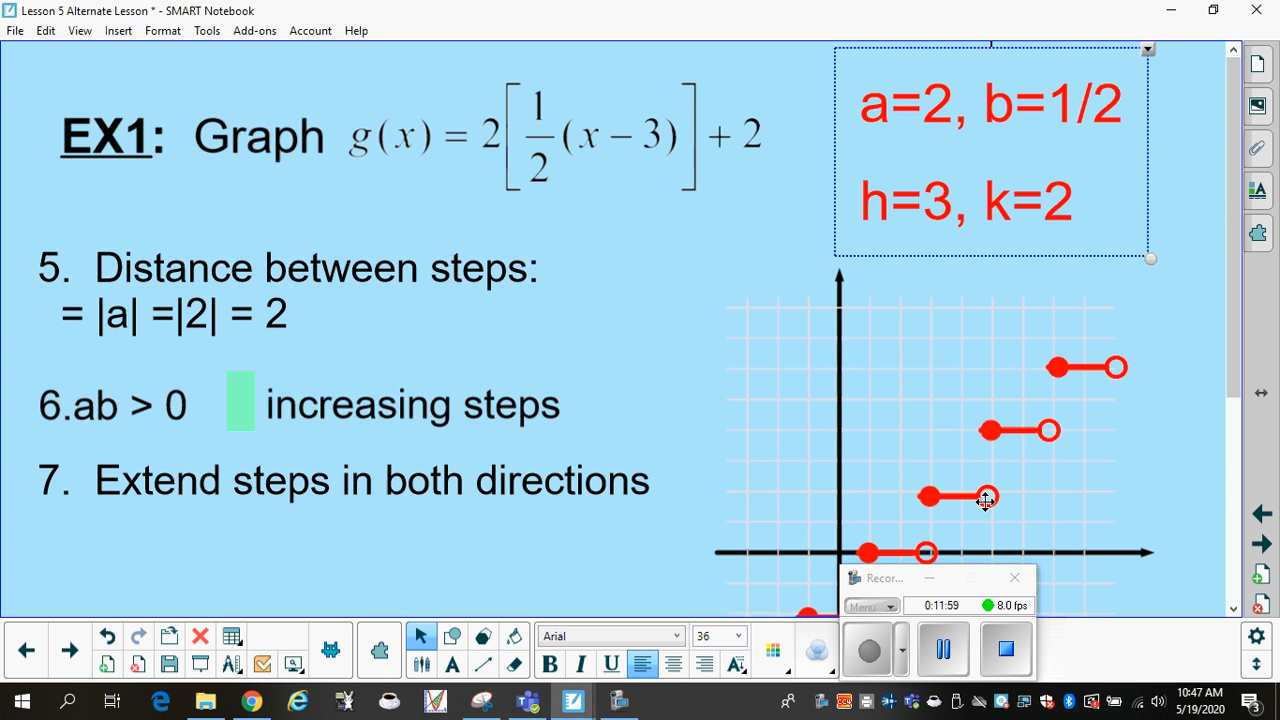 Lesson 5 Alternate Lesson * - SMART Notebook
File Edit View Insert Format Tools Add-ons Account Help
EX1: Graph g(x) = 2[1/2(x − 3)] + 2
a=2, b=1/2
h=3, k=2
5. Distance between steps:
= |a| =|2| = 2
6.ab > 0 increasing steps
7. Extend steps in both directions
Recor...
Menu 0:11:59 8.0 fps
Arial 36
B I U
10:47 AM
5/19/2020
3